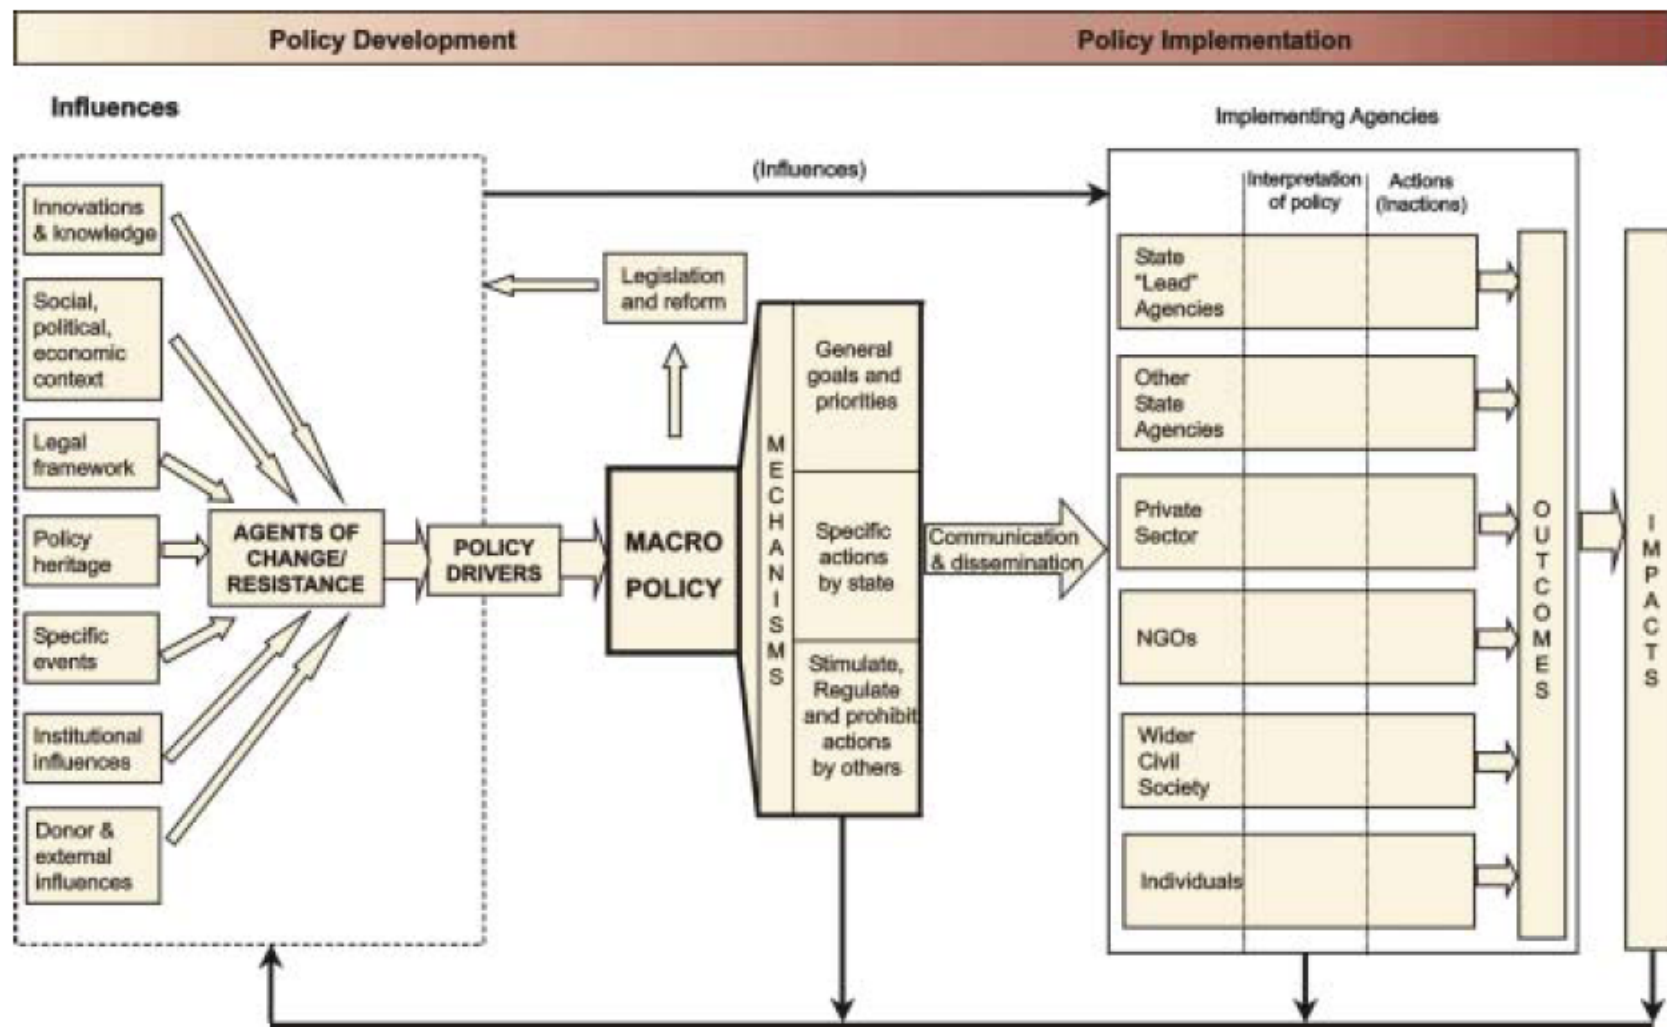 Policy Development
Policy Implementation
Influences
Implementing Agencies
(Influences)
Innovations
& knowledge
Social,
political,
economic
context
Legal
framework
Policy
heritage
Specific
events
Institutional
influences
Donor &
external
influences
AGENTS OF
CHANGE/
RESISTANCE
POLICY
DRIVERS
Legislation
and reform
MACRO
POLICY
MECHANISMS
General
goals and
priorities
Specific
actions
by state
Stimulate,
Regulate
and prohibit
actions
by others
Communication
& dissemination
Interpretation
of policy
Actions
(Inactions)
State
"Lead"
Agencies
Other
State
Agencies
Private
Sector
NGOs
Wider
Civil
Society
Individuals
OUTCOMES
IMPACTS